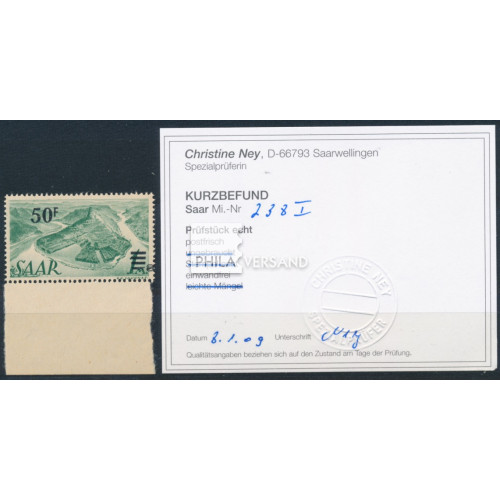 50F
SAAR
Christine Ney, D-66793 Saarwellingen
Spezialprüferin
KURZBEFUND
Saar Mi.-Nr 238 I
Prüfstück echt
postfrisch
PHILA VERSAND
einwandfrei
leichte Mängel
CHRISTINE NEY
SPEZIALPRÜFER
Datum 8.1.09 Unterschrift
Qualitätsangaben beziehen sich auf den Zustand am Tage der Prüfung.